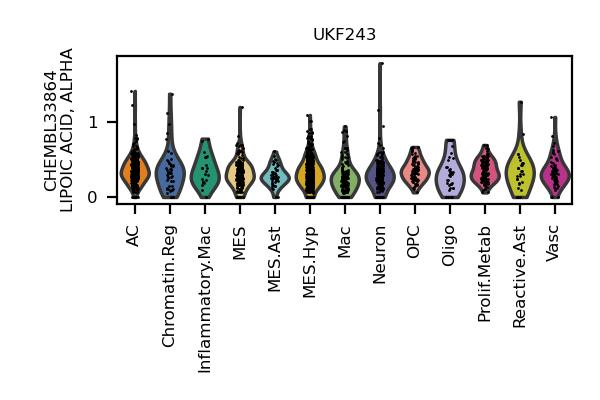 UKF243
CHEMBL33864
LIPOIC ACID, ALPHA
1
0
AC
Chromatin.Reg
Inflammatory.Mac
MES
MES.Ast
MES.Hyp
Mac
Neuron
OPC
Oligo
Prolif.Metab
Reactive.Ast
Vasc